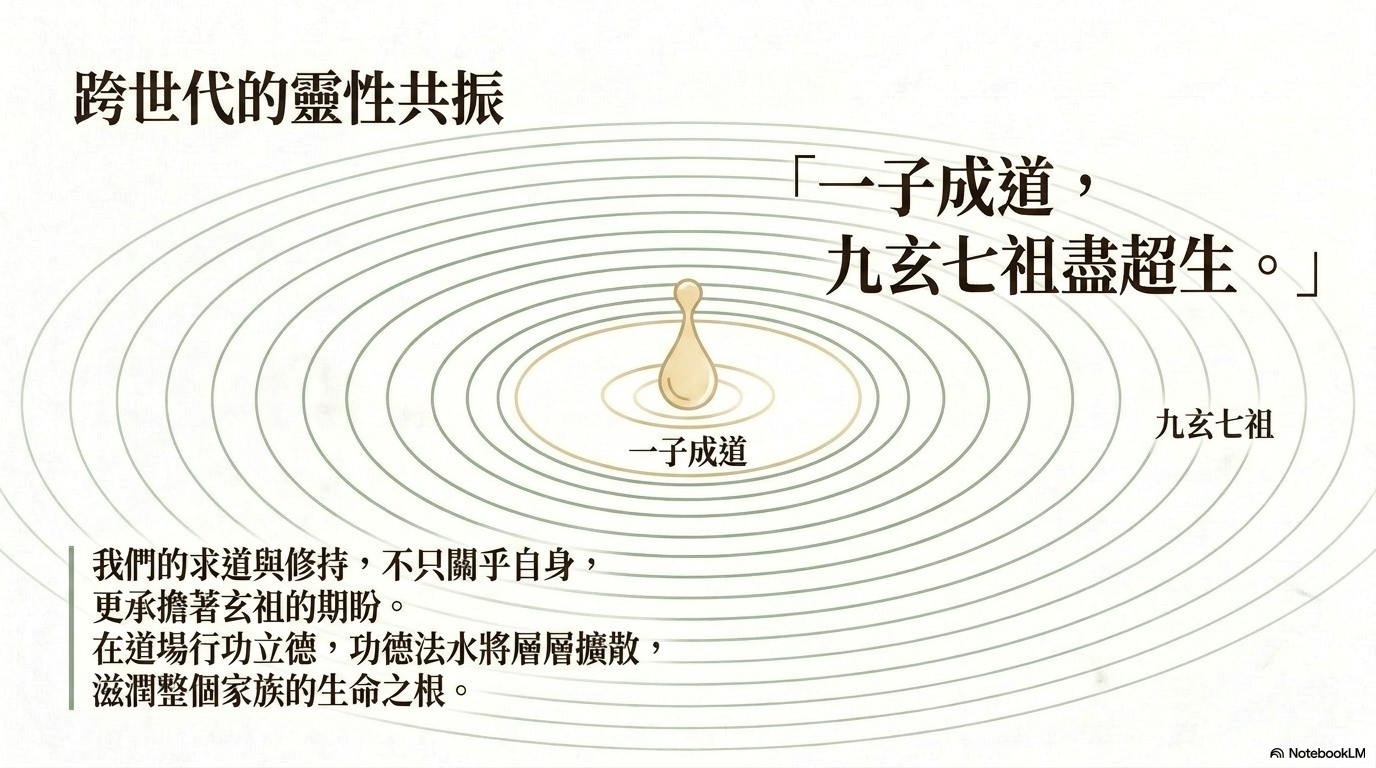 跨世代的靈性共振
「一子成道，
九玄七祖盡超生。」
一子成道
九玄七祖
我們的求道與修持，不只關乎自身，
更承擔著玄祖的期盼。
在道場行功立德，功德法水將層層擴散，
滋潤整個家族的生命之根。
NotebookLM